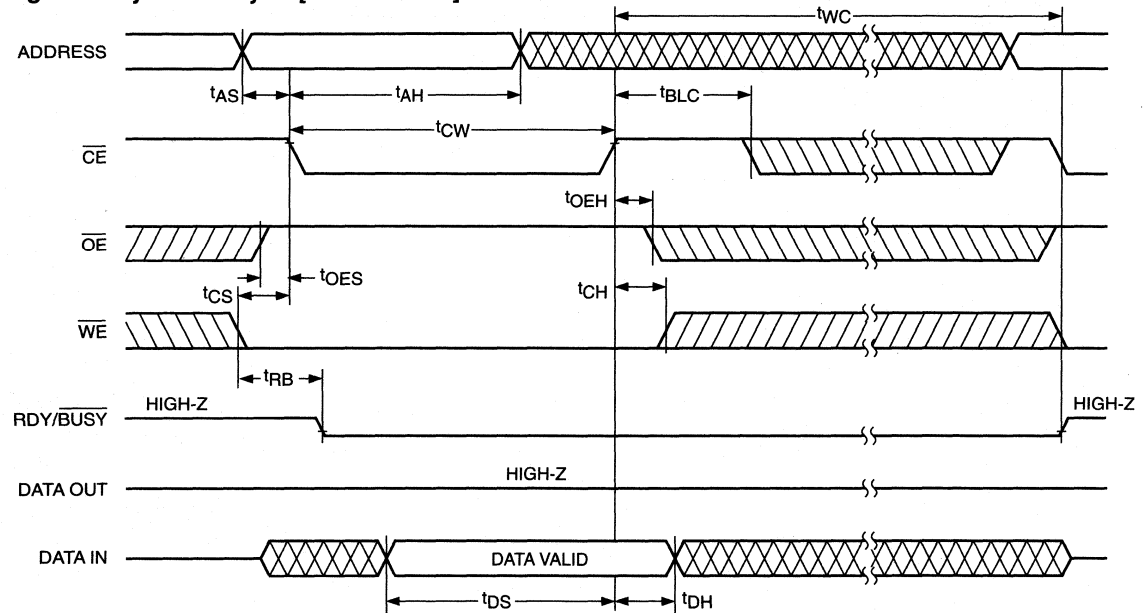 tWC
ADDRESS
tAS
tAH
tBLC
tCW
CE
tOEH
OE
tOES
tCS
tCH
WE
tRB
HIGH-Z
HIGH-Z
RDY/BUSY
HIGH-Z
DATA OUT
DATA IN
DATA VALID
tDS
tDH